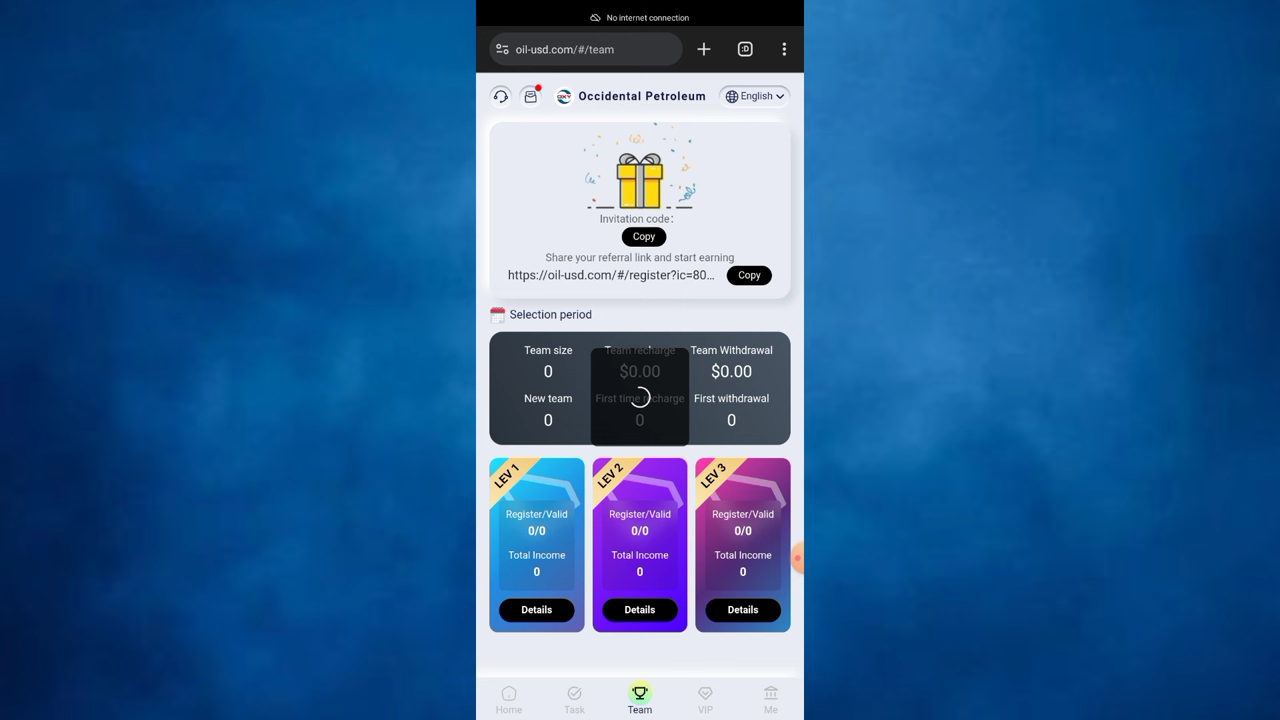 No internet connection
oil-usd.com/#/team
:D
OXY
Occidental Petroleum
English
Invitation code:
Copy
Share your referral link and start earning
https://oil-usd.com/#/register?ic=80...
Copy
Selection period
Team size
Team recharge
Team Withdrawal
0
$0.00
$0.00
New team
First time recharge
First withdrawal
0
0
0
LEV 1
LEV 2
LEV 3
Register/Valid
Register/Valid
Register/Valid
0/0
0/0
0/0
Total Income
Total Income
Total Income
0
0
0
Details
Details
Details
Home
Task
Team
VIP
Me